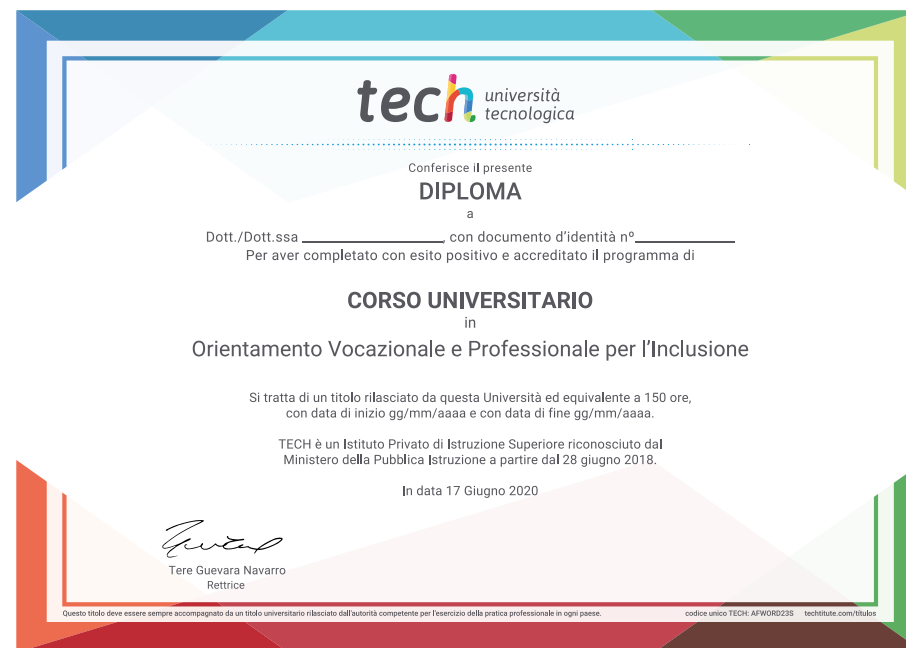 tech università
tecnologica
Conferisce il presente
DIPLOMA
a
Dott./Dott.ssa ________________, con documento d'identità nº____________
Per aver completato con esito positivo e accreditato il programma di
CORSO UNIVERSITARIO
in
Orientamento Vocazionale e Professionale per l'Inclusione
Si tratta di un titolo rilasciato da questa Università ed equivalente a 150 ore,
con data di inizio gg/mm/aaaa e con data di fine gg/mm/aaaa.
TECH è un Istituto Privato di Istruzione Superiore riconosciuto dal
Ministero della Pubblica Istruzione a partire dal 28 giugno 2018.
In data 17 Giugno 2020
Tere Guevara Navarro
Rettrice
Questo titolo deve essere sempre accompagnato da un titolo universitario rilasciato dall'autorità competente per l'esercizio della pratica professionale in ogni paese. codice unico TECH: AFWORD23S techtitute.com/títulos